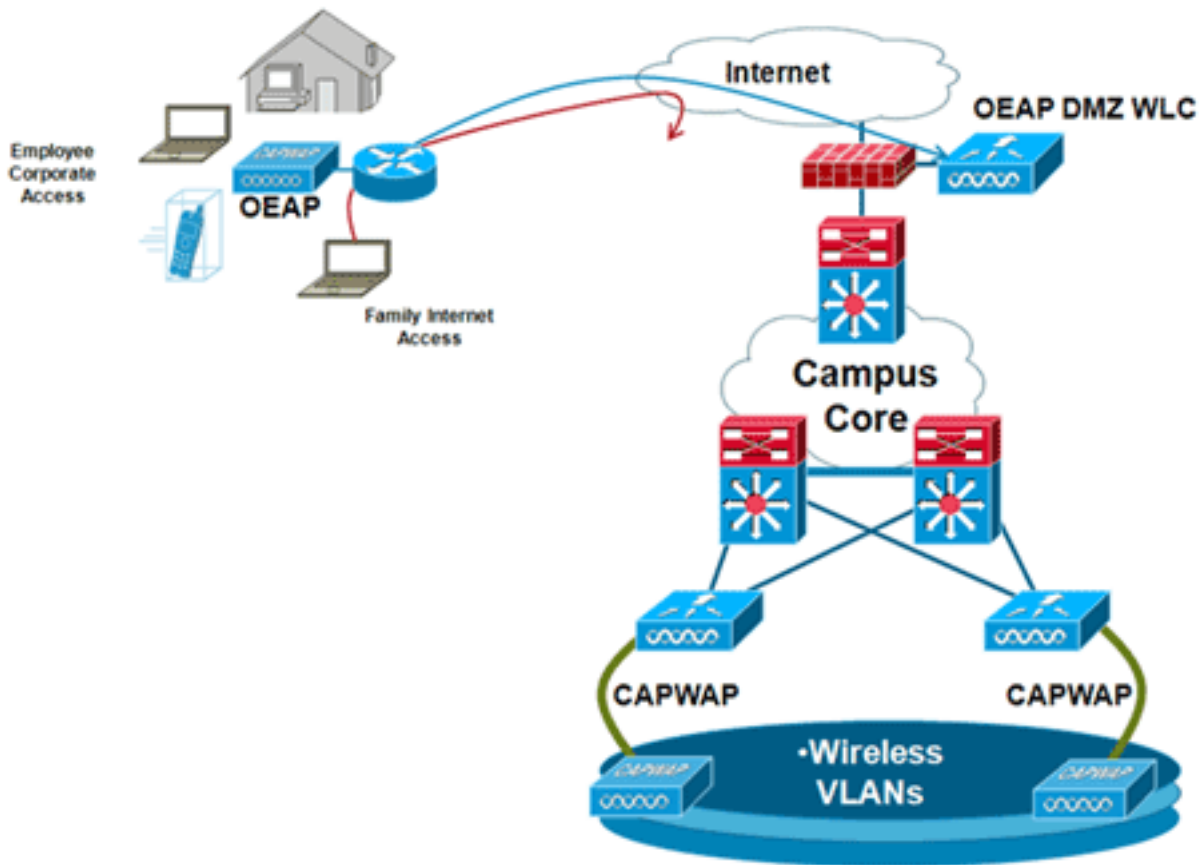 Internet
OEAP DMZ WLC
Employee
Corporate
Access
CAPWAP
OEAP
Family Internet
Access
Campus
Core
CAPWAP
CAPWAP
•Wireless
VLANs
CAPWAP
CAPWAP